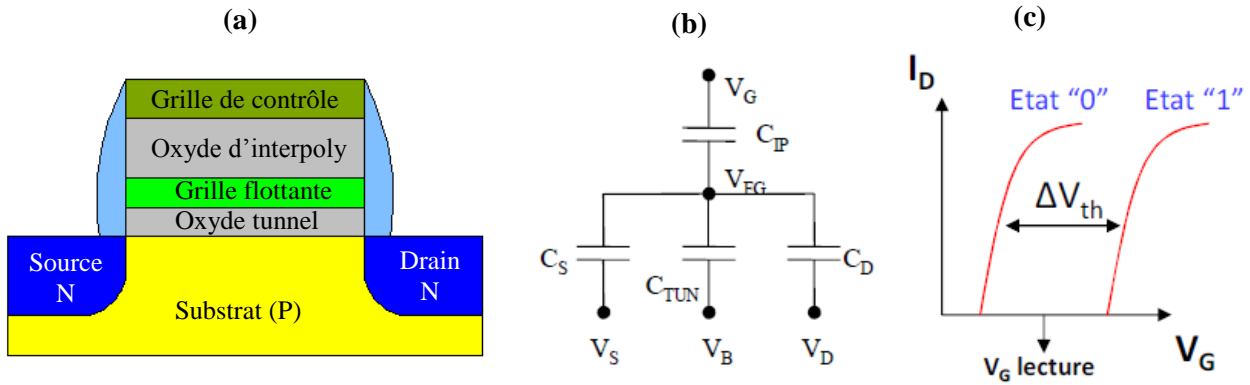 (a)
Grille de contrôle
Oxyde d'interpoly
Grille flottante
Oxyde tunnel
Source
N
Drain
N
Substrat (P)
(b)
V_G
C_IP
V_FG
C_S
C_TUN
C_D
V_S
V_B
V_D
(c)
I_D
Etat "0"
Etat "1"
ΔV_th
V_G
V_G lecture